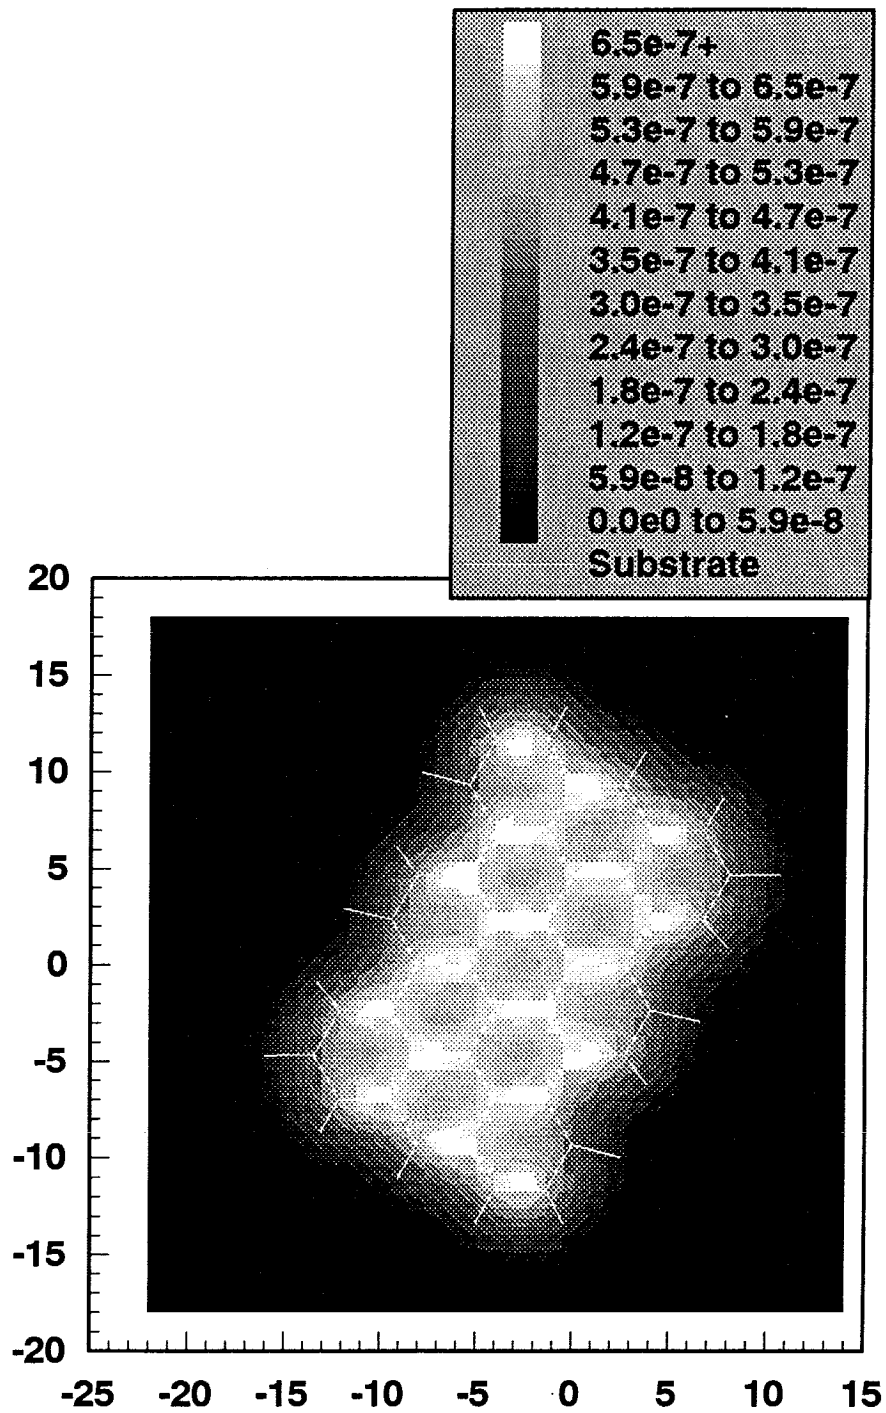 6.5e-7+
5.9e-7 to 6.5e-7
5.3e-7 to 5.9e-7
4.7e-7 to 5.3e-7
4.1e-7 to 4.7e-7
3.5e-7 to 4.1e-7
3.0e-7 to 3.5e-7
2.4e-7 to 3.0e-7
1.8e-7 to 2.4e-7
1.2e-7 to 1.8e-7
5.9e-8 to 1.2e-7
0.0e0 to 5.9e-8
Substrate
20
15
10
5
0
-5
-10
-15
-20
-25 -20 -15 -10 -5 0 5 10 15